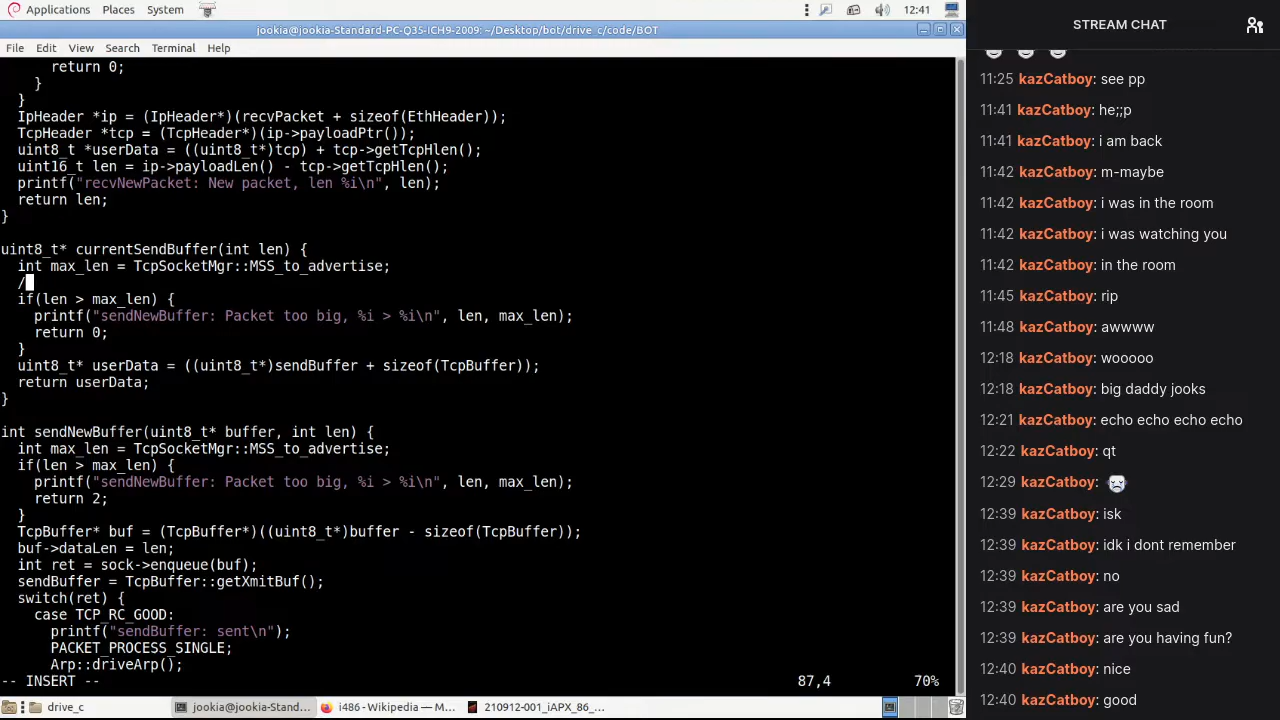 Applications Places System 12:41
jookia@jookia-Standard-PC-Q35-ICH9-2009: ~/Desktop/bot/drive_c/code/BOT
File Edit View Search Terminal Help
return 0;
}
}
IpHeader *ip = (IpHeader*)(recvPacket + sizeof(EthHeader));
TcpHeader *tcp = (TcpHeader*)(ip->payloadPtr());
uint8_t *userData = ((uint8_t*)tcp) + tcp->getTcpHlen();
uint16_t len = ip->payloadLen() - tcp->getTcpHlen();
printf("recvNewPacket: New packet, len %i\n", len);
return len;
}
uint8_t* currentSendBuffer(int len) {
int max_len = TcpSocketMgr::MSS_to_advertise;
/
if(len > max_len) {
printf("sendNewBuffer: Packet too big, %i > %i\n", len, max_len);
return 0;
}
uint8_t* userData = ((uint8_t*)sendBuffer + sizeof(TcpBuffer));
return userData;
}
int sendNewBuffer(uint8_t* buffer, int len) {
int max_len = TcpSocketMgr::MSS_to_advertise;
if(len > max_len) {
printf("sendNewBuffer: Packet too big, %i > %i\n", len, max_len);
return 2;
}
TcpBuffer* buf = (TcpBuffer*)((uint8_t*)buffer - sizeof(TcpBuffer));
buf->dataLen = len;
int ret = sock->enqueue(buf);
sendBuffer = TcpBuffer::getXmitBuf();
switch(ret) {
case TCP_RC_GOOD:
printf("sendBuffer: sent\n");
PACKET_PROCESS_SINGLE;
Arp::driveArp();
-- INSERT -- 87,4 70%
drive_c jookia@jookia-Stand... i486 - Wikipedia — M... 210912-001_iAPX_86_...
STREAM CHAT
11:25 kazCatboy: see pp
11:41 kazCatboy: he;;p
11:41 kazCatboy: i am back
11:42 kazCatboy: m-maybe
11:42 kazCatboy: i was in the room
11:42 kazCatboy: i was watching you
11:42 kazCatboy: in the room
11:45 kazCatboy: rip
11:48 kazCatboy: awwww
12:18 kazCatboy: wooooo
12:18 kazCatboy: big daddy jooks
12:21 kazCatboy: echo echo echo echo
12:22 kazCatboy: qt
12:29 kazCatboy:
12:39 kazCatboy: isk
12:39 kazCatboy: idk i dont remember
12:39 kazCatboy: no
12:39 kazCatboy: are you sad
12:39 kazCatboy: are you having fun?
12:40 kazCatboy: nice
12:40 kazCatboy: good